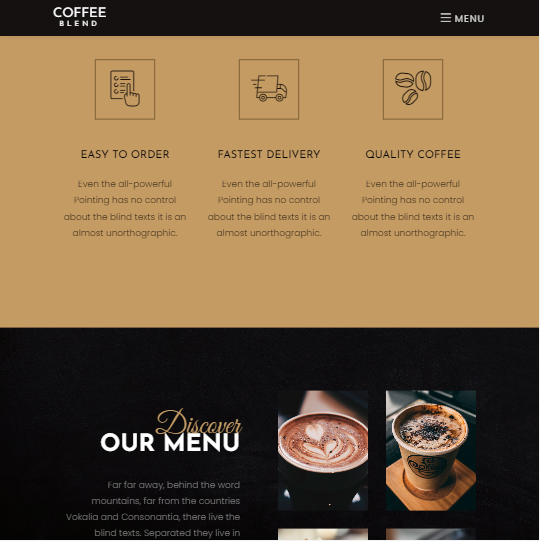 COFFEE
BLEND
MENU
EASY TO ORDER
Even the all-powerful
Pointing has no control
about the blind texts it is an
almost unorthographic.
FASTEST DELIVERY
Even the all-powerful
Pointing has no control
about the blind texts it is an
almost unorthographic.
QUALITY COFFEE
Even the all-powerful
Pointing has no control
about the blind texts it is an
almost unorthographic.
Discover
OUR MENU
Far far away, behind the word
mountains, far from the countries
Vokalia and Consonantia, there live the
blind texts. Separated they live in